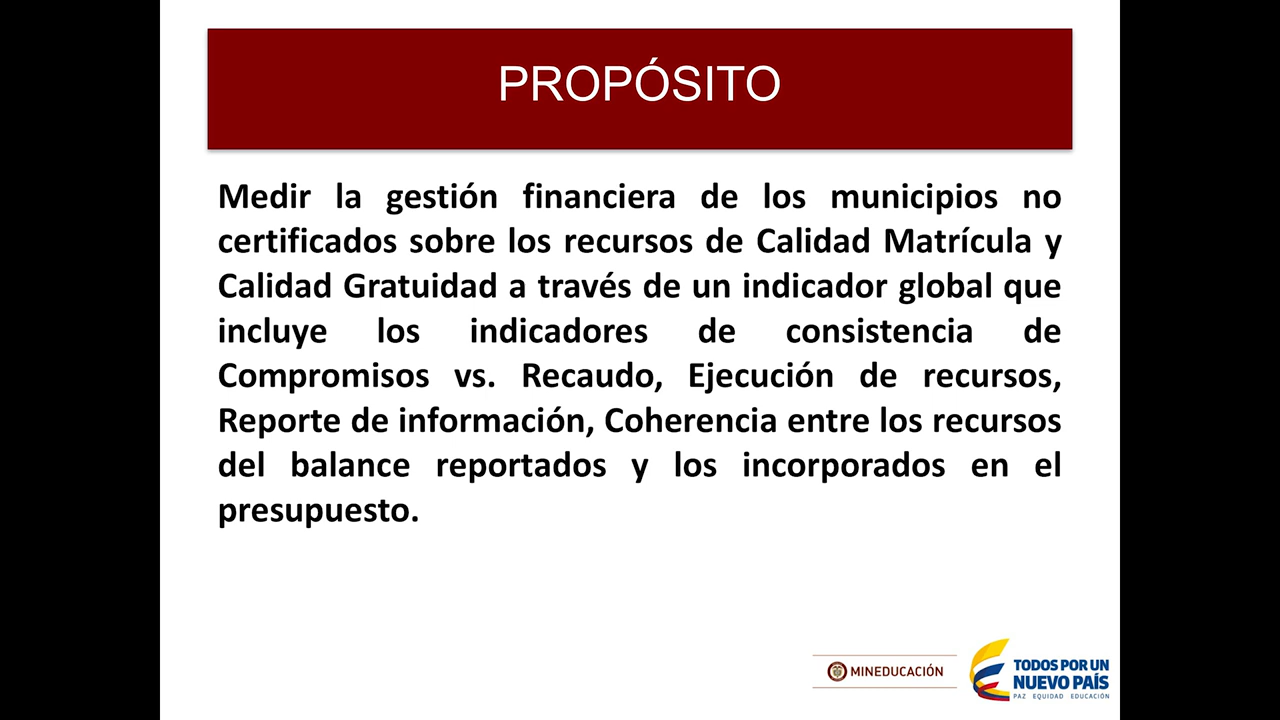 PROPÓSITO
Medir la gestión financiera de los municipios no
certificados sobre los recursos de Calidad Matrícula y
Calidad Gratuidad a través de un indicador global que
incluye los indicadores de consistencia de
Compromisos vs. Recaudo, Ejecución de recursos,
Reporte de información, Coherencia entre los recursos
del balance reportados y los incorporados en el
presupuesto.
MINEDUCACIÓN
TODOS POR UN
NUEVO PAÍS
PAZ EQUIDAD EDUCACIÓN